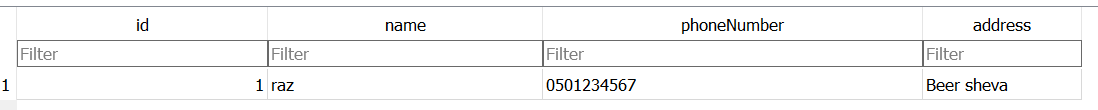 id name phoneNumber address
Filter Filter Filter Filter
1 1 raz 0501234567 Beer sheva